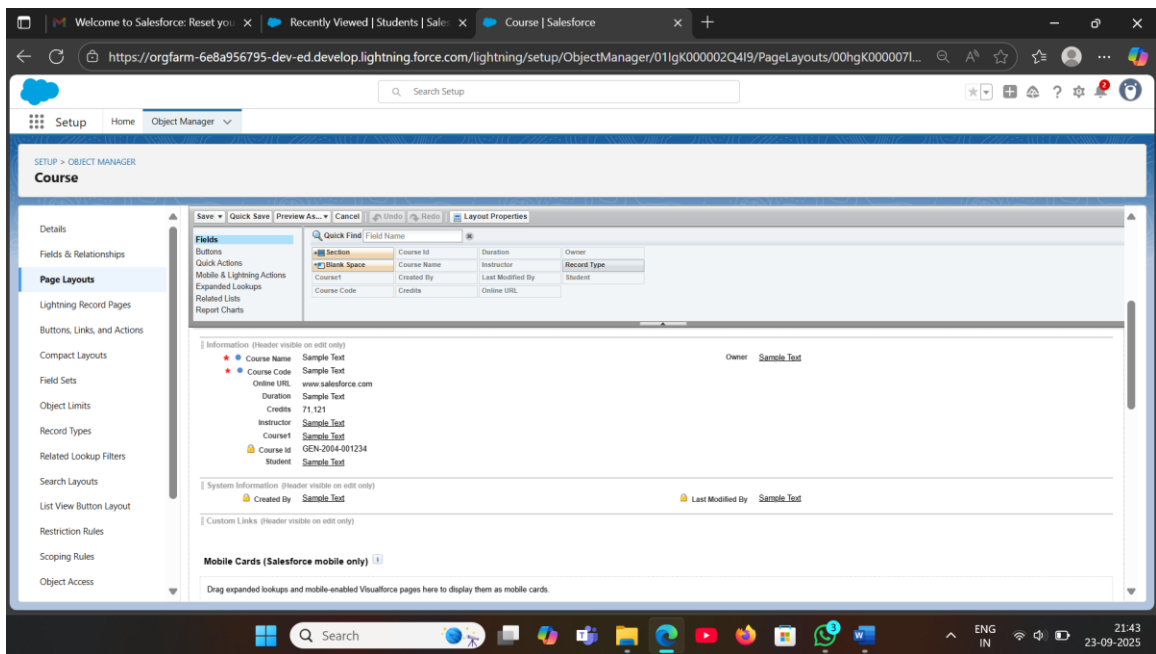 Welcome to Salesforce: Reset you
Recently Viewed | Students | Sales
Course | Salesforce
https://orgfarm-6e8a956795-dev-ed.develop.lightning.force.com/lightning/setup/ObjectManager/01IgK000002Q4I9/PageLayouts/00hgK000007l...
Search Setup
2
Setup Home Object Manager
SETUP > OBJECT MANAGER
Course
Details
Fields & Relationships
Page Layouts
Lightning Record Pages
Buttons, Links, and Actions
Compact Layouts
Field Sets
Object Limits
Record Types
Related Lookup Filters
Search Layouts
List View Button Layout
Restriction Rules
Scoping Rules
Object Access
Save Quick Save Preview As... Cancel Undo Redo Layout Properties
Fields
Buttons
Quick Actions
Mobile & Lightning Actions
Expanded Lookups
Related Lists
Report Charts
Quick Find Field Name
Section Course Id Duration Owner
Blank Space Course Name Instructor Record Type
Course1 Created By Last Modified By Student
Course Code Credits Online URL
Information (Header visible on edit only)
Course Name Sample Text Owner Sample Text
Course Code Sample Text
Online URL www.salesforce.com
Duration Sample Text
Credits 71,121
Instructor Sample Text
Course1 Sample Text
Course Id GEN-2004-001234
Student Sample Text
System Information (Header visible on edit only)
Created By Sample Text Last Modified By Sample Text
Custom Links (Header visible on edit only)
Mobile Cards (Salesforce mobile only) i
Drag expanded lookups and mobile-enabled Visualforce pages here to display them as mobile cards.
Search
3
ENG
IN
21:43
23-09-2025